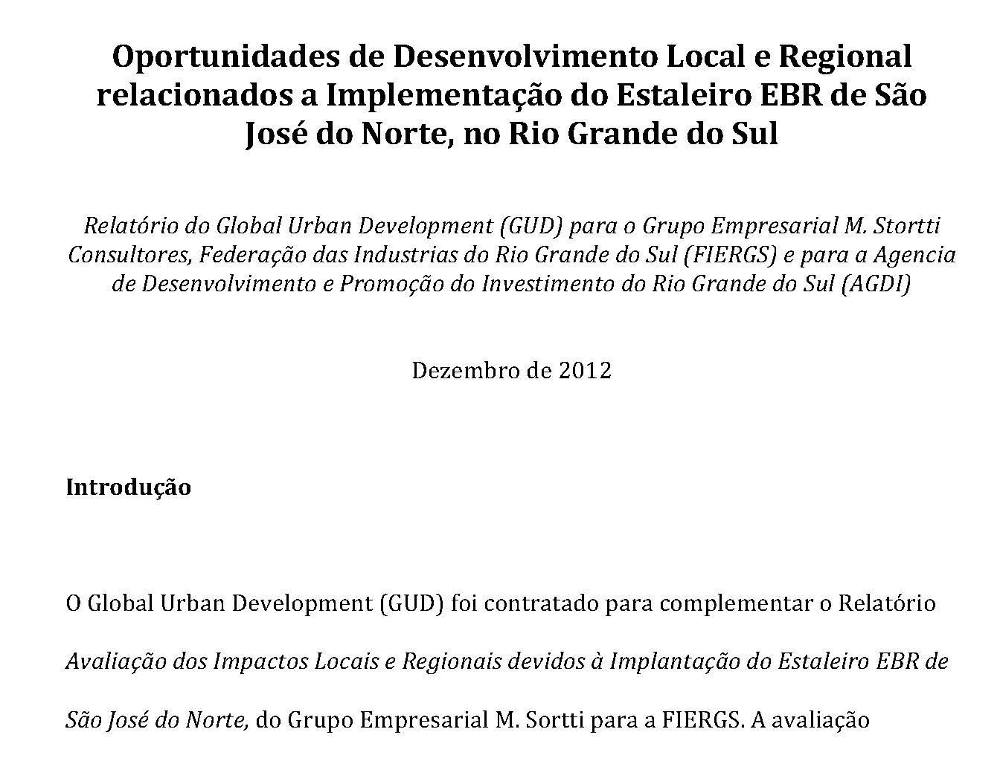 Oportunidades de Desenvolvimento Local e Regional
relacionados a Implementação do Estaleiro EBR de São
José do Norte, no Rio Grande do Sul
Relatório do Global Urban Development (GUD) para o Grupo Empresarial M. Stortti
Consultores, Federação das Industrias do Rio Grande do Sul (FIERGS) e para a Agencia
de Desenvolvimento e Promoção do Investimento do Rio Grande do Sul (AGDI)
Dezembro de 2012
Introdução
O Global Urban Development (GUD) foi contratado para complementar o Relatório
Avaliação dos Impactos Locais e Regionais devidos à Implantação do Estaleiro EBR de
São José do Norte, do Grupo Empresarial M. Sortti para a FIERGS. A avaliação